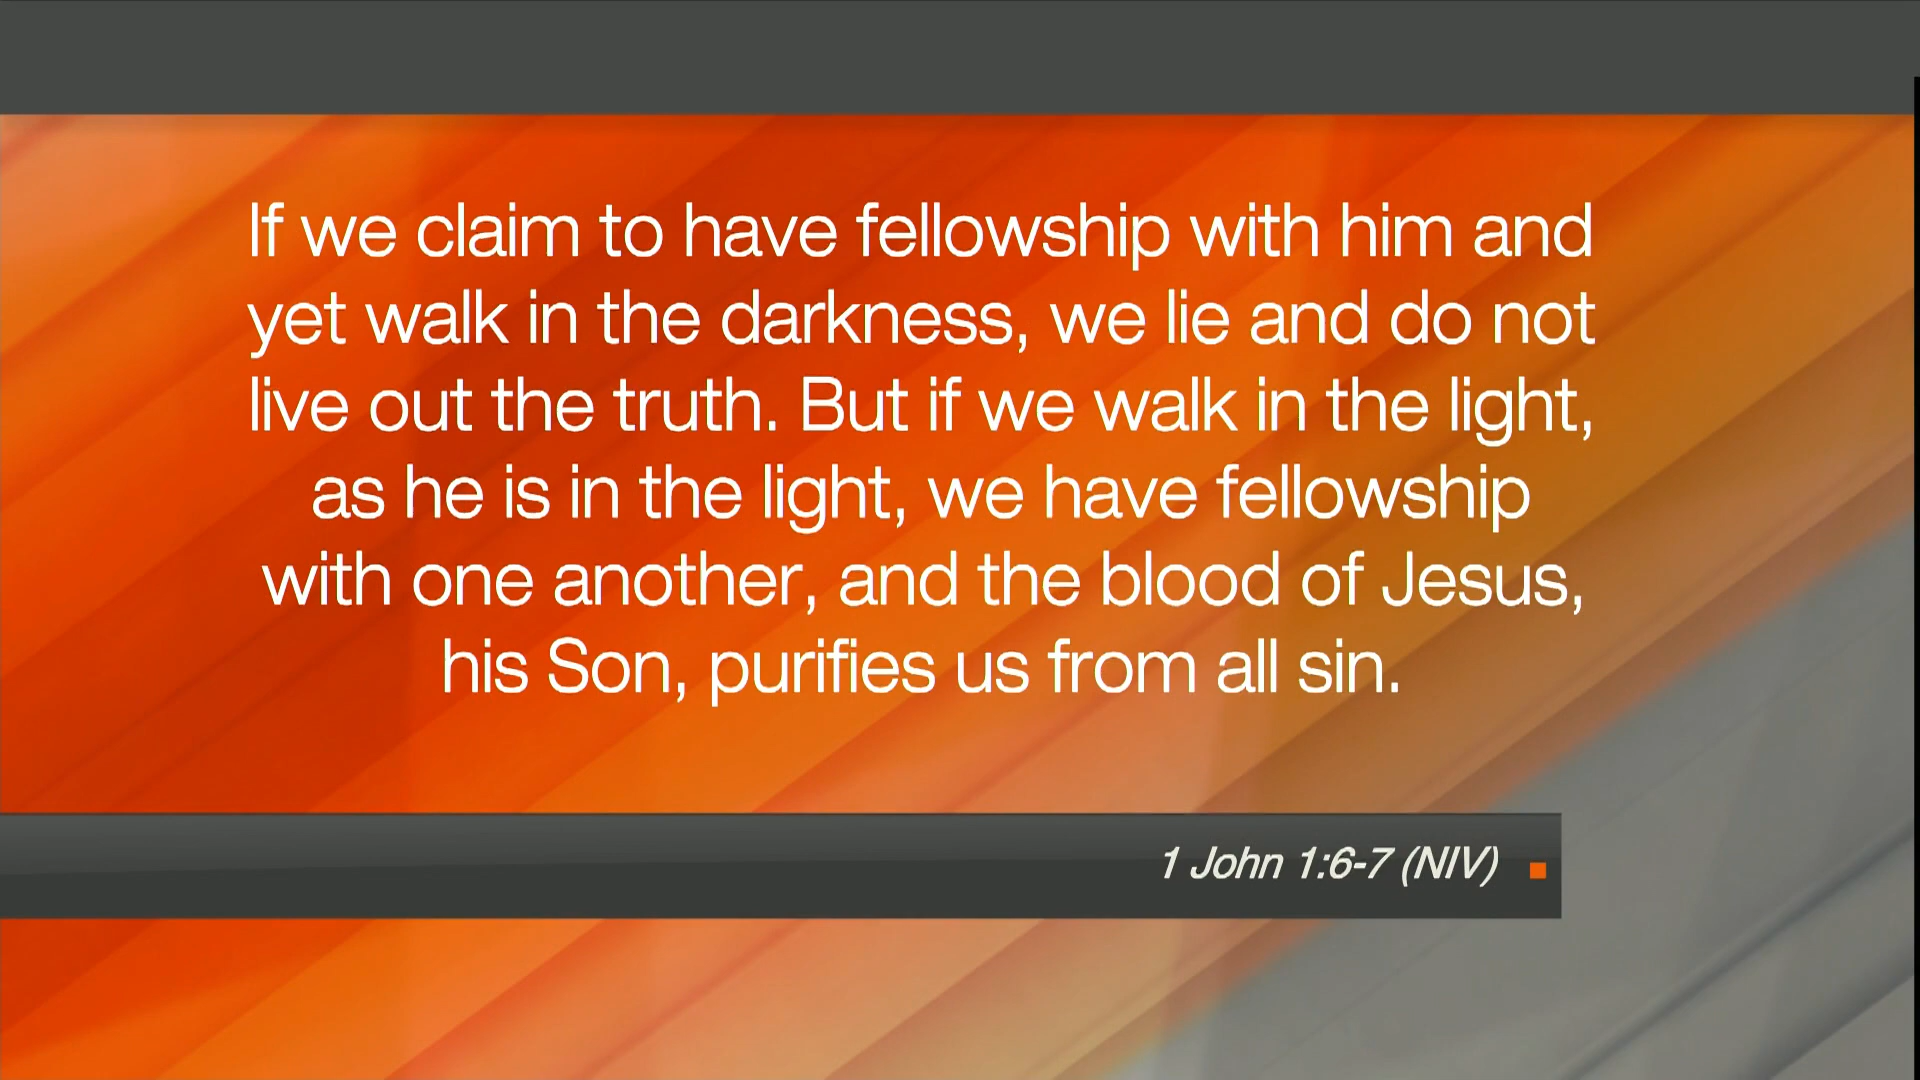 If we claim to have fellowship with him and
yet walk in the darkness, we lie and do not
live out the truth. But if we walk in the light,
as he is in the light, we have fellowship
with one another, and the blood of Jesus,
his Son, purifies us from all sin.
1 John 1:6-7 (NIV)